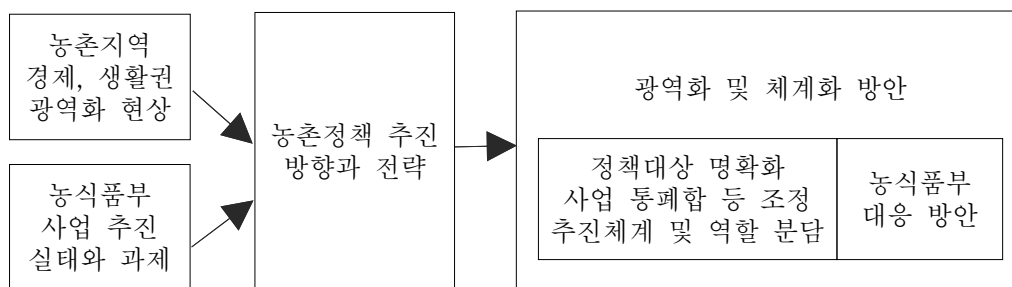 농촌지역
경제, 생활권
광역화 현상
농식품부
사업 추진
실태와 과제
농촌정책 추진
방향과 전략
광역화 및 체계화 방안
정책대상 명확화
사업 통폐합 등 조정
추진체계 및 역할 분담
농식품부
대응 방안